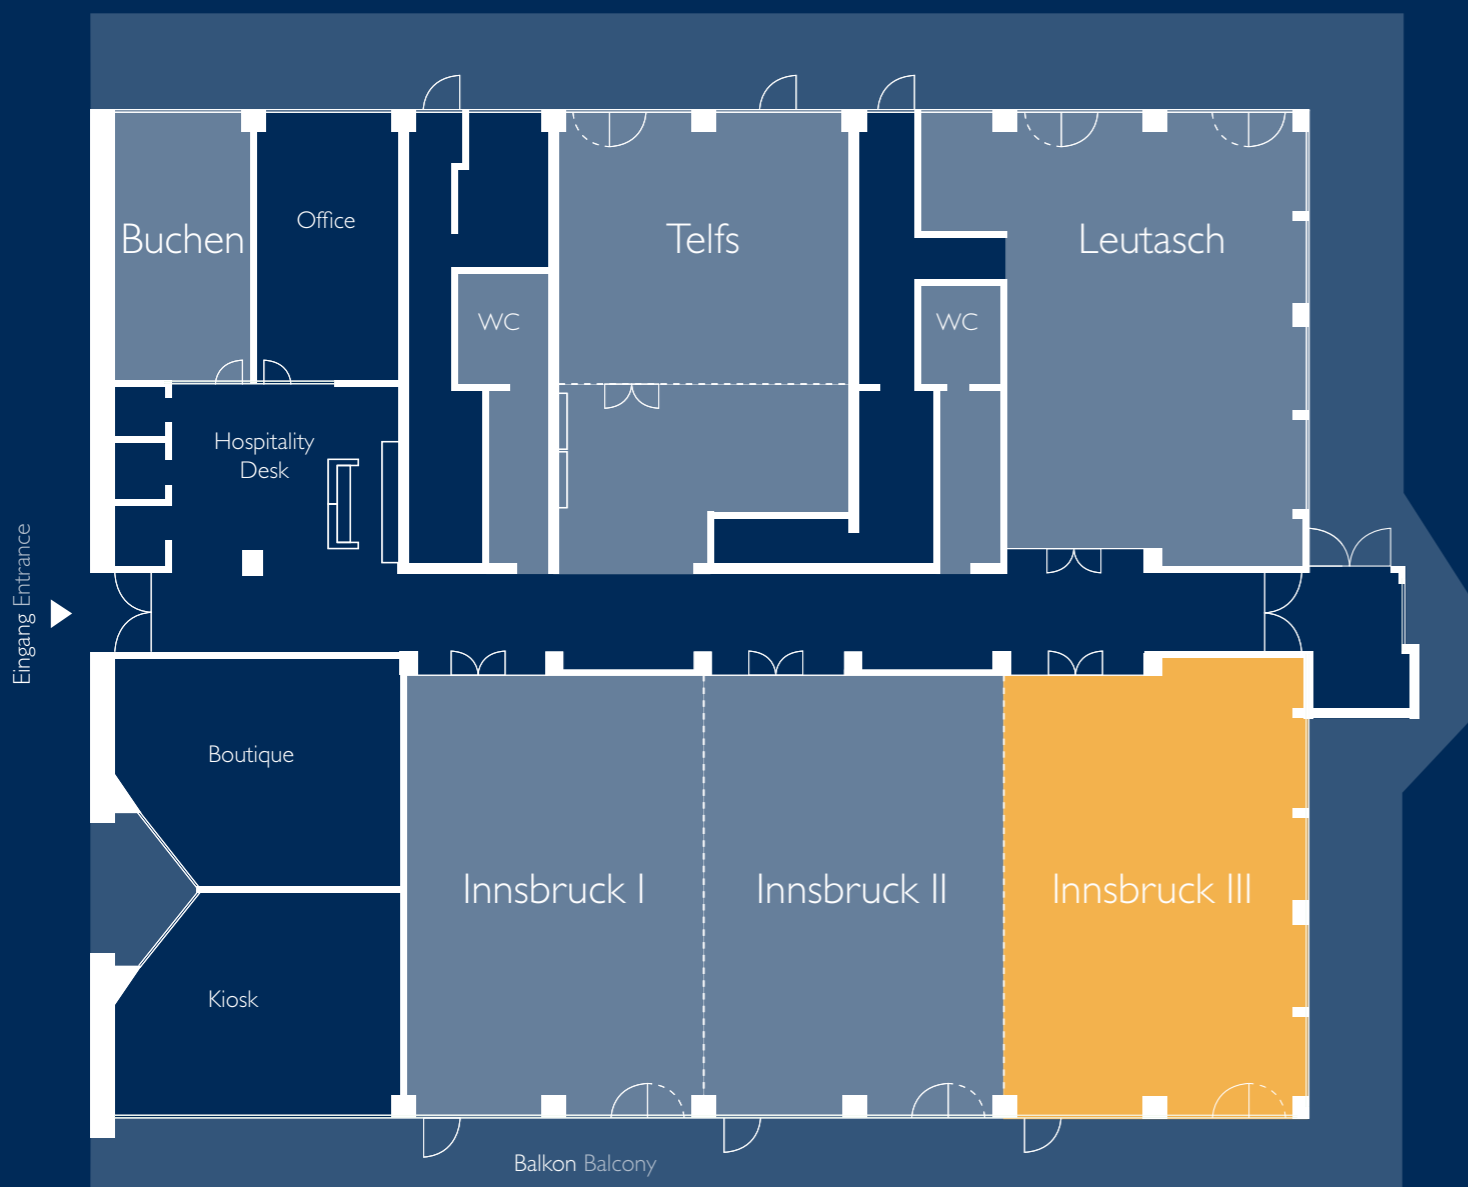 Buchen
Office
Telfs
Leutasch
WC
WC
Hospitality
Desk
Eingang Entrance
Boutique
Innsbruck I
Innsbruck II
Innsbruck III
Kiosk
Balkon Balcony